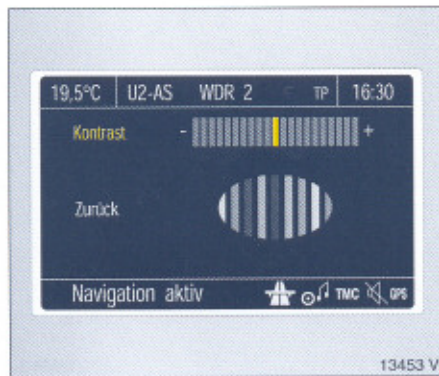 19,5°C U2-AS WDR 2 TP 16:30
Kontrast - +
Zurück
Navigation aktiv TMC GPS
13453 V